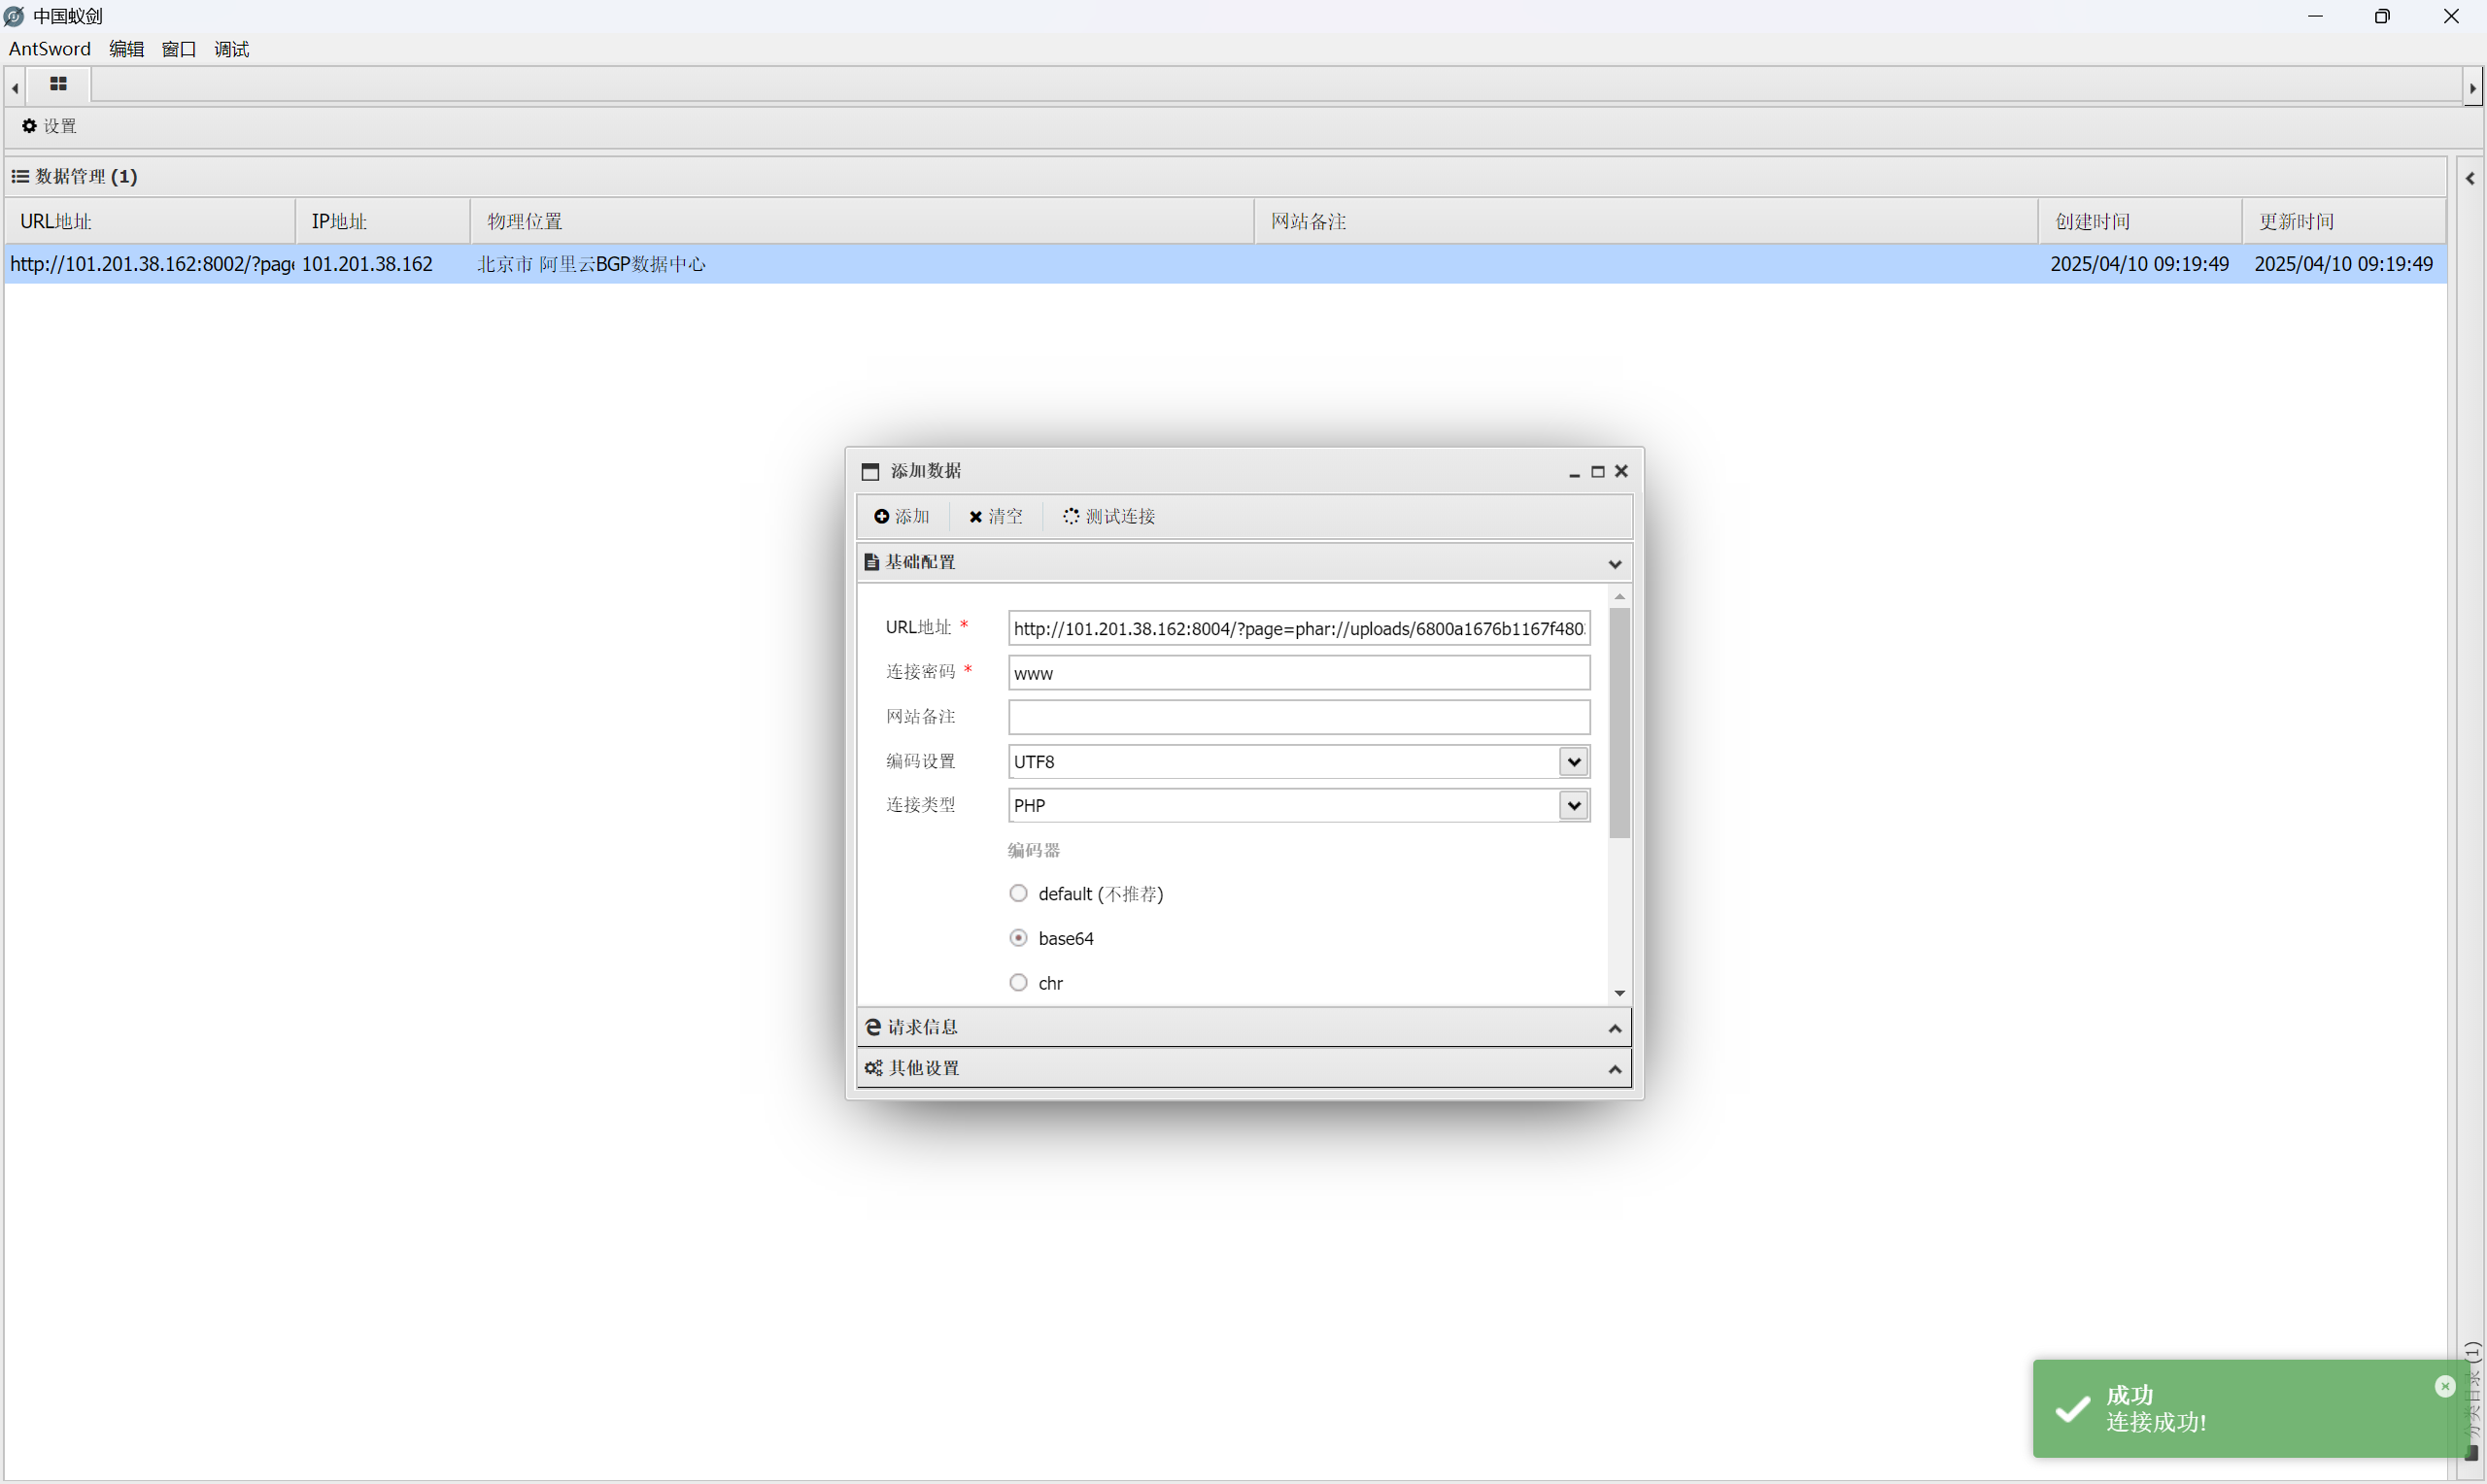 中国蚁剑
AntSword 编辑 窗口 调试
设置
数据管理 (1)
URL地址 IP地址 物理位置 网站备注 创建时间 更新时间
http://101.201.38.162:8002/?page 101.201.38.162 北京市 阿里云BGP数据中心 2025/04/10 09:19:49 2025/04/10 09:19:49
添加数据
添加 清空 测试连接
基础配置
URL地址 * http://101.201.38.162:8004/?page=phar://uploads/6800a1676b1167f480
连接密码 * www
网站备注
编码设置 UTF8
连接类型 PHP
编码器
default (不推荐)
base64
chr
请求信息
其他设置
分类目录 (1)
成功
连接成功!